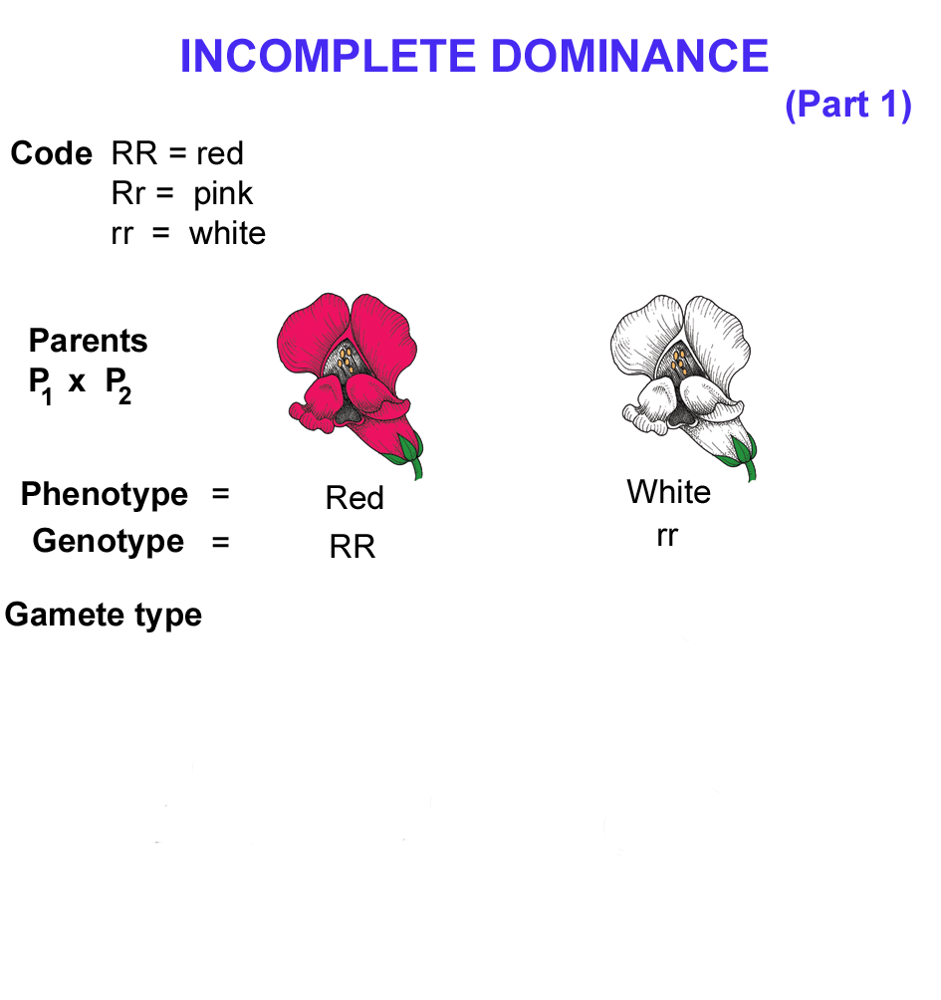 INCOMPLETE DOMINANCE
(Part 1)
Code RR = red
Rr = pink
rr = white
Parents
P1 x P2
Phenotype = Red White
Genotype = RR rr
Gamete type